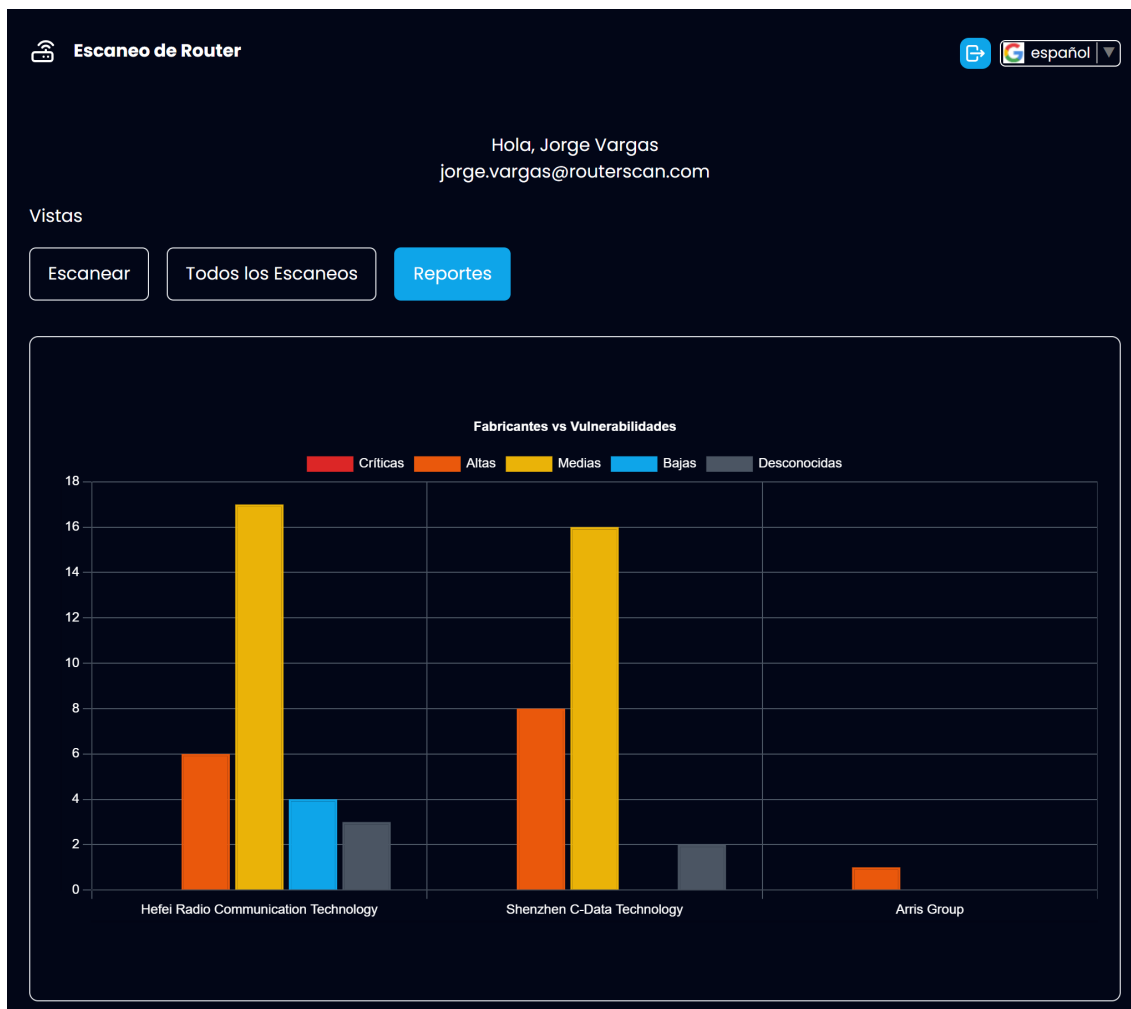 Escaneo de Router
español
Hola, Jorge Vargas
jorge.vargas@routerscan.com
Vistas
Escanear
Todos los Escaneos
Reportes
Fabricantes vs Vulnerabilidades
Críticas
Altas
Medias
Bajas
Desconocidas
18
16
14
12
10
8
6
4
2
0
Hefei Radio Communication Technology
Shenzhen C-Data Technology
Arris Group